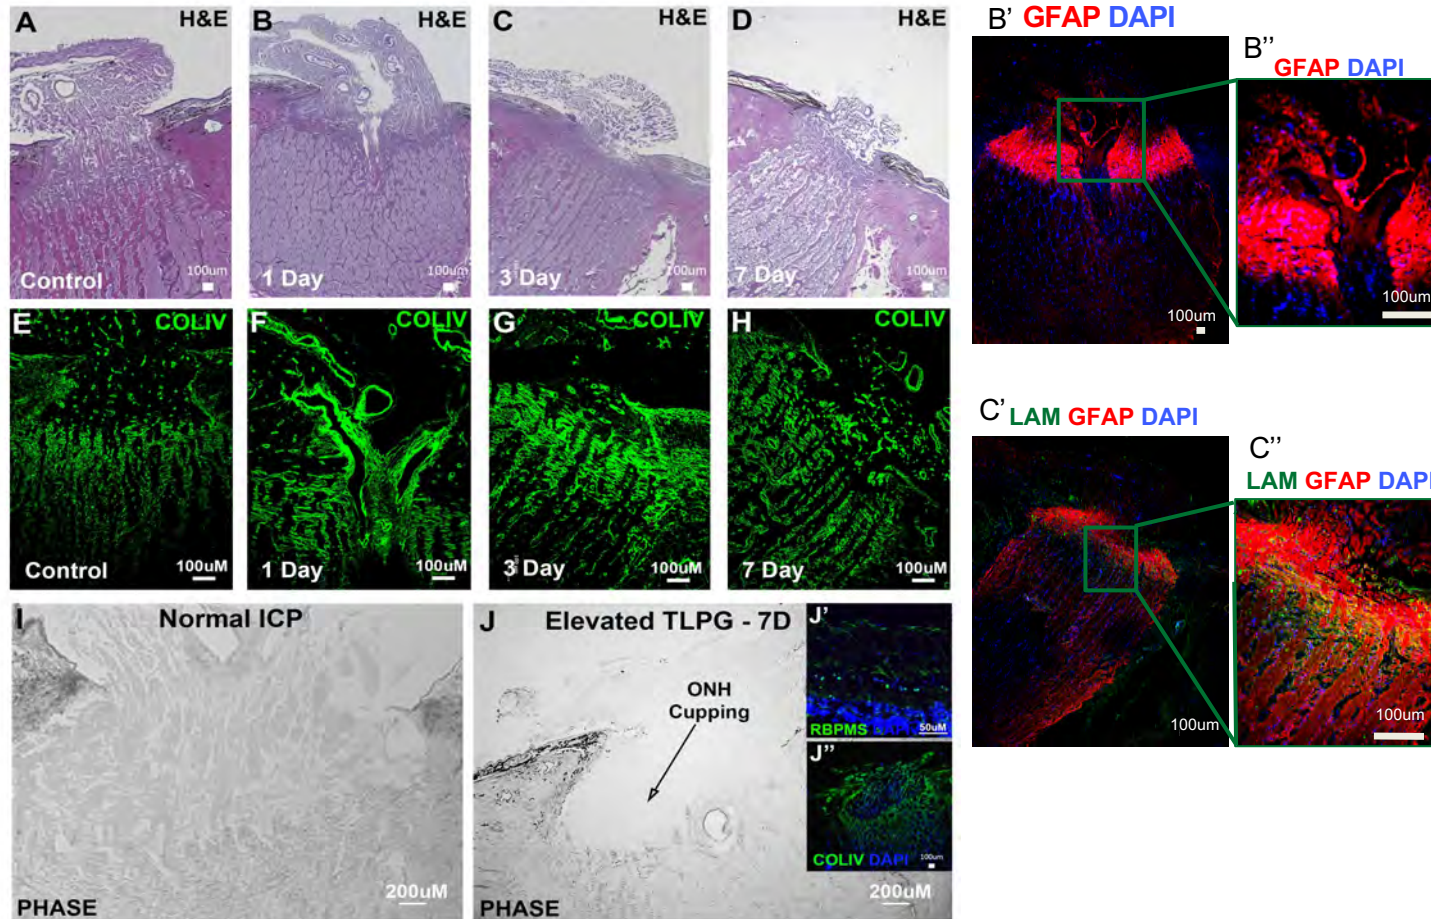 A
H&E
Control
100um
B
H&E
1 Day
100um
C
H&E
3 Day
100um
D
H&E
7 Day
100um
E
COLIV
Control
100uM
F
COLIV
1 Day
100uM
G
COLIV
3 Day
100uM
H
COLIV
7 Day
100uM
I
Normal ICP
PHASE
200uM
J
Elevated TLPG - 7D
ONH
Cupping
PHASE
200uM
J'
RBPMS DAPI
50uM
J"
COLIV DAPI
100um
B' GFAP DAPI
100um
B''
GFAP DAPI
100um
C' LAM GFAP DAPI
100um
C''
LAM GFAP DAPI
100um